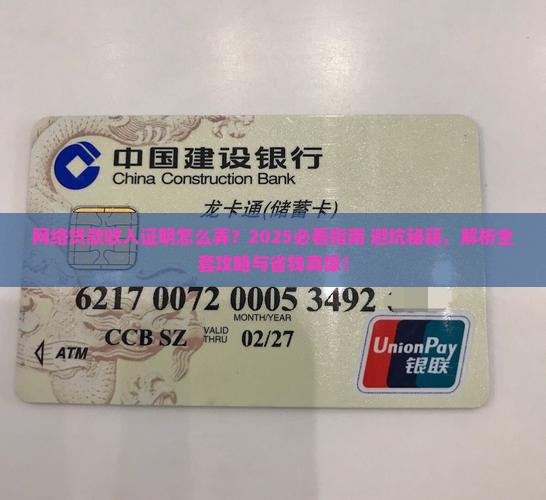 中国建设银行
China Construction Bank
龙卡通(储蓄卡)
网络贷款收入证明怎么弄？2025必看指南 避坑秘籍，解析全
套攻略与省钱！
6217 0072 0005 3492
MONTH/YEAR
CCB SZ VALID THRU 02/27
ATM
UnionPay
银联